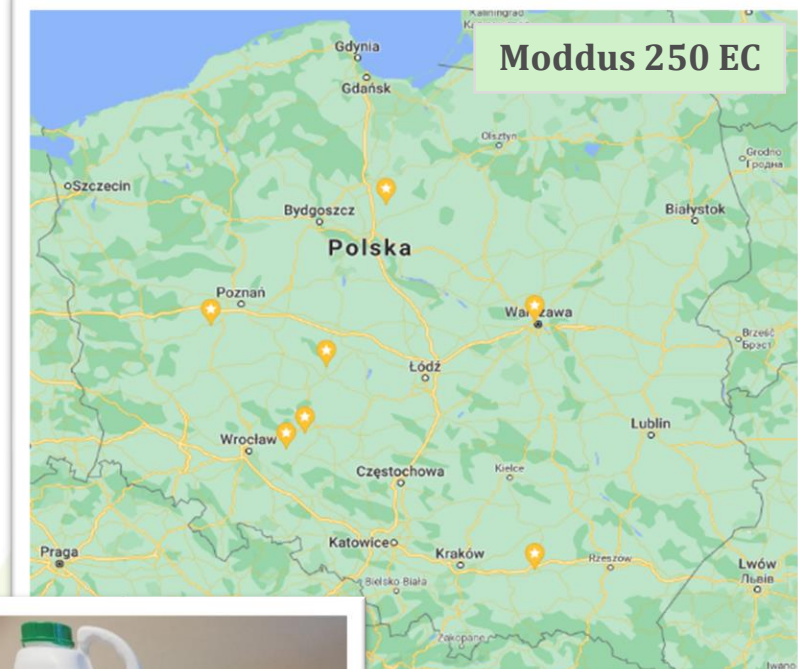 Kaliningrad
Moddus 250 EC
Gdynia
Gdańsk
Olsztyn
Grodno
Гродна
Szczecin
Bydgoszcz
Białystok
Polska
Poznań
Warszawa
Brześć
Брэст
Łódź
Lublin
Wrocław
Częstochowa
Kielce
Katowice
Kraków
Rzeszów
Praga
Lwów
Львів
Bielsko-Biała
Zakopane